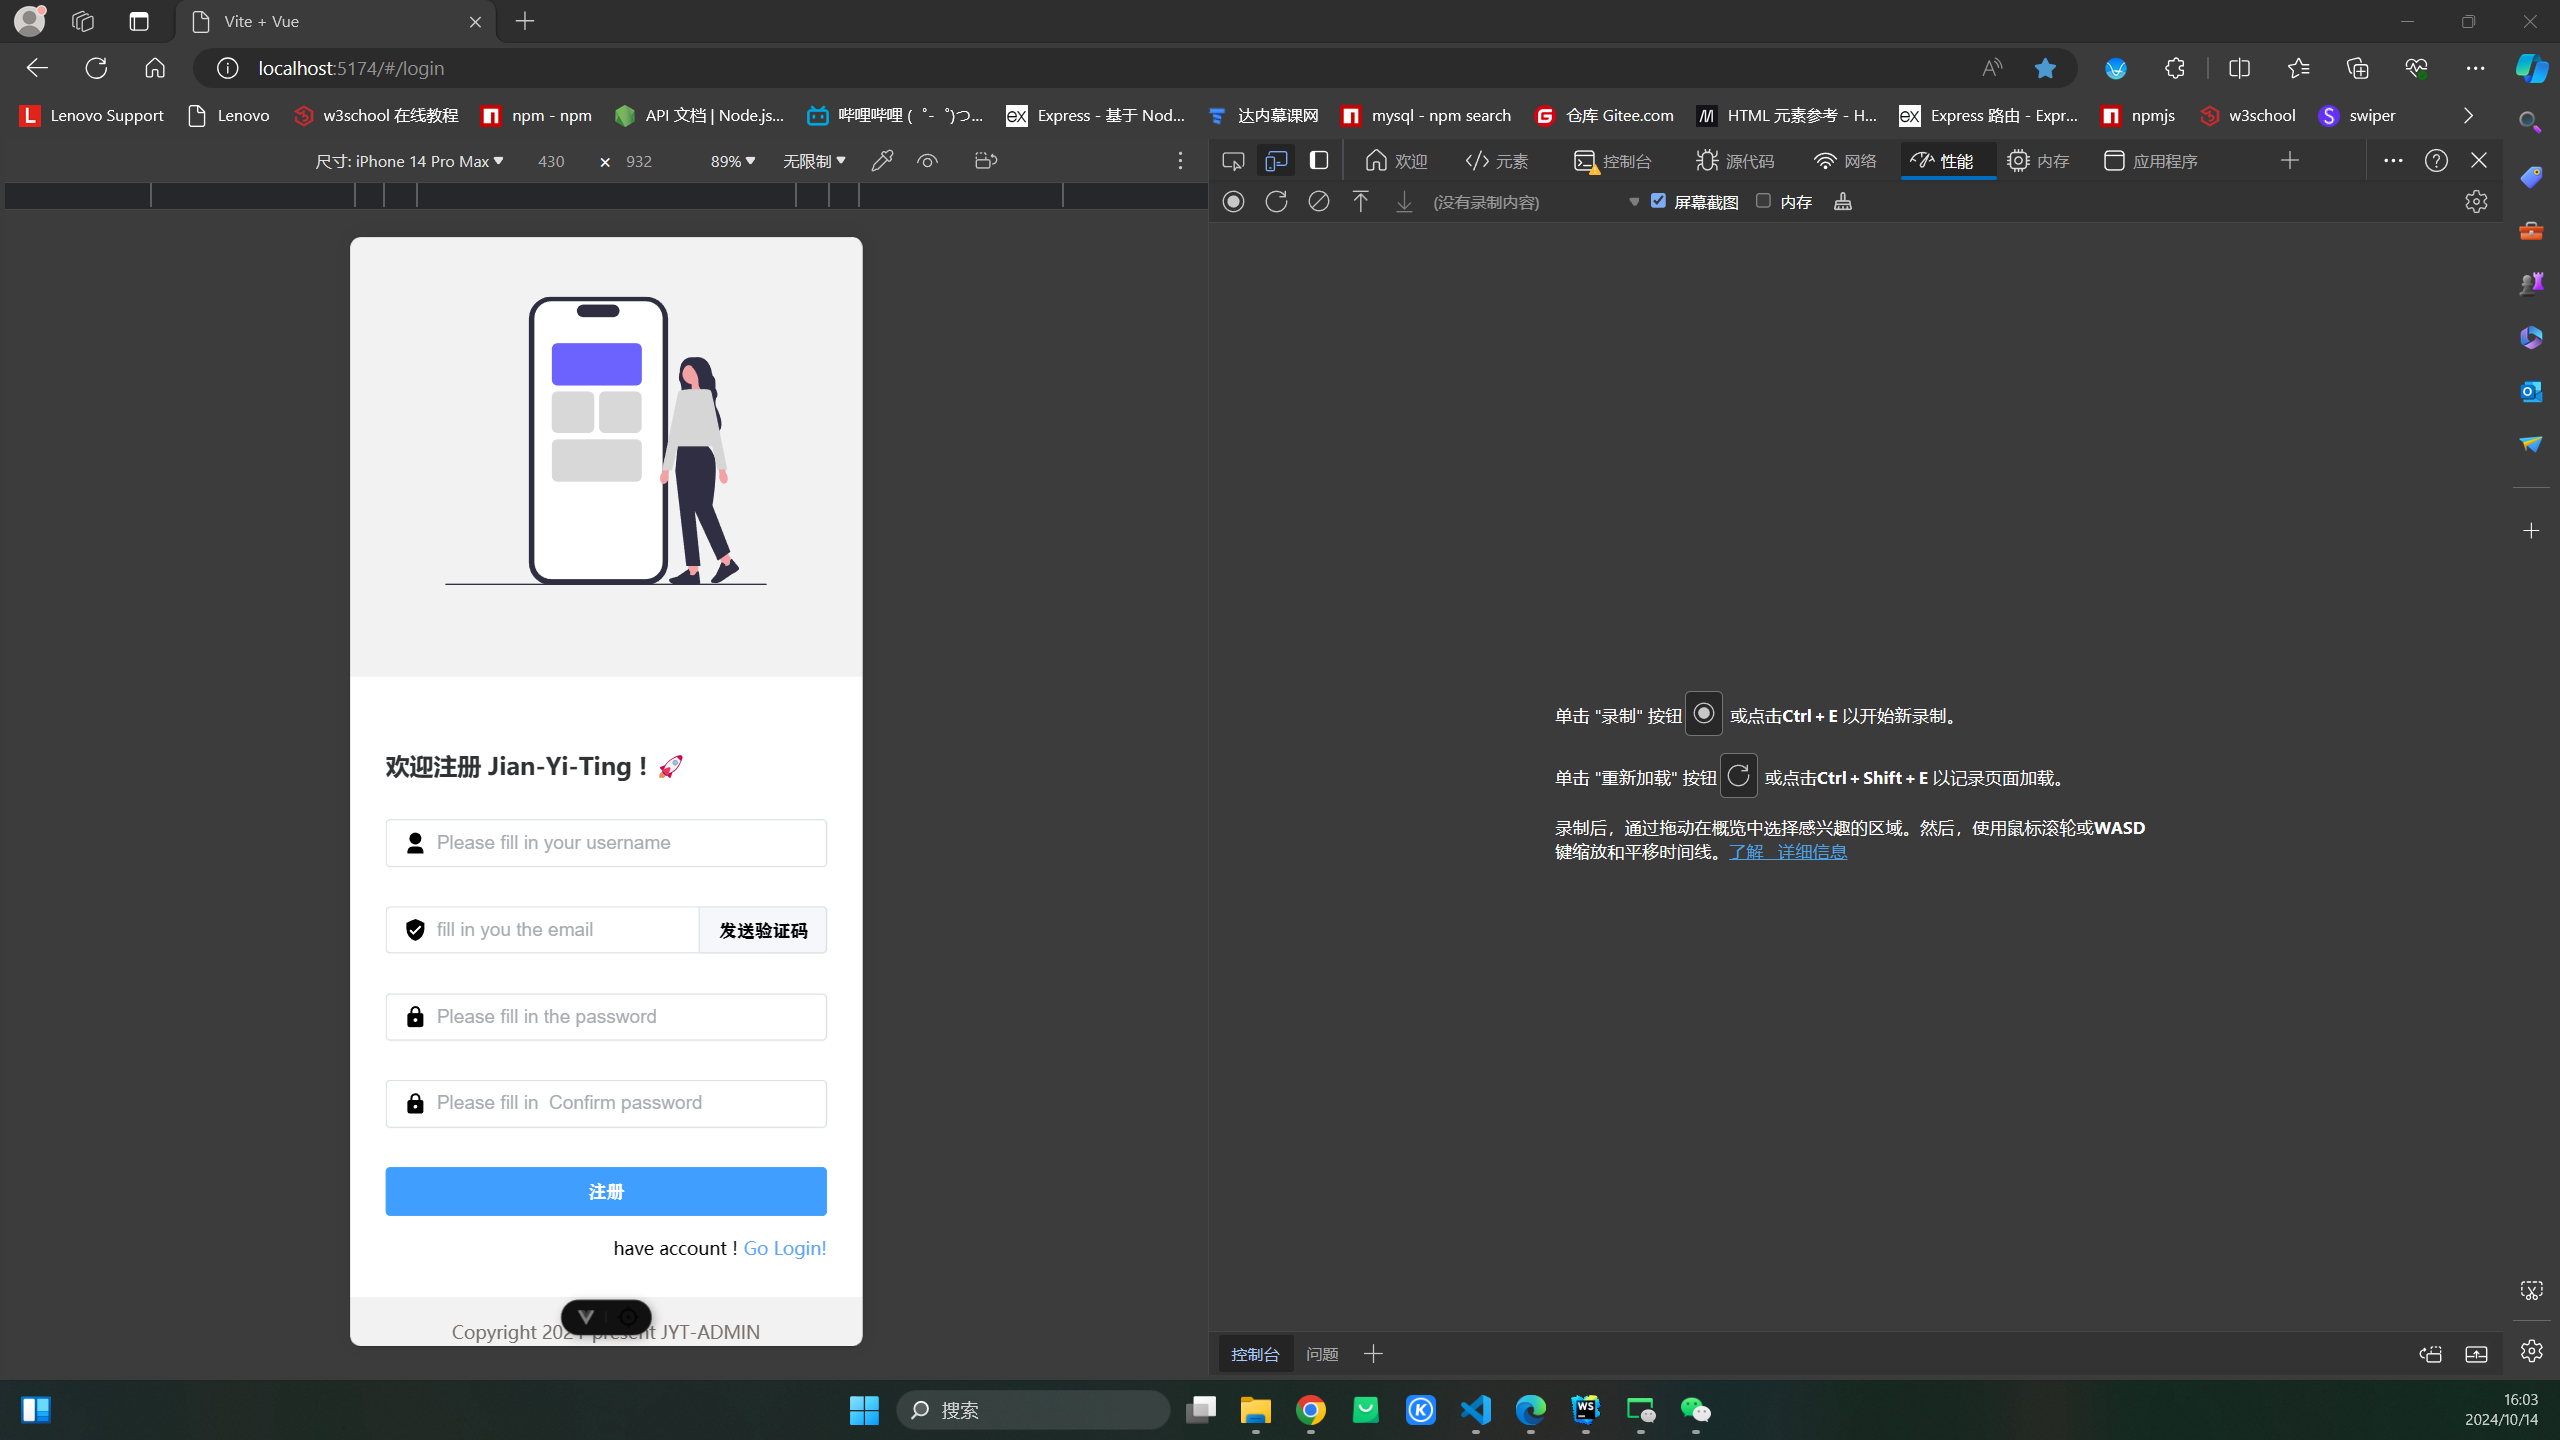 Vite + Vue
localhost:5174/#/login
Lenovo Support
Lenovo
w3school 在线教程
npm - npm
API 文档 | Node.js...
哔哩哔哩 (゜-゜)つ...
Express - 基于 Nod...
达内慕课网
mysql - npm search
仓库 Gitee.com
HTML 元素参考 - H...
Express 路由 - Expr...
npmjs
w3school
swiper
尺寸: iPhone 14 Pro Max
430 × 932
89%
无限制
欢迎
元素
控制台
源代码
网络
性能
内存
应用程序
(没有录制内容)
屏幕截图
内存
单击 "录制" 按钮 或点击Ctrl + E 以开始新录制。
单击 "重新加载" 按钮 或点击Ctrl + Shift + E 以记录页面加载。
录制后，通过拖动在概览中选择感兴趣的区域。然后，使用鼠标滚轮或WASD
键缩放和平移时间线。了解 详细信息
欢迎注册 Jian-Yi-Ting ! 🚀
Please fill in your username
fill in you the email
发送验证码
Please fill in the password
Please fill in  Confirm password
注册
have account ! Go Login!
Copyright JYT-ADMIN
控制台
问题
搜索
16:03
2024/10/14